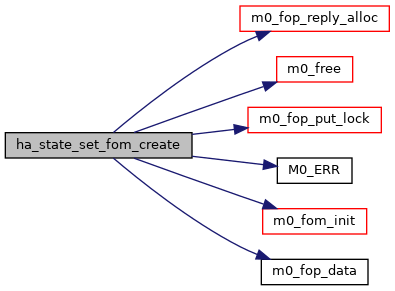 m0_fop_reply_alloc
m0_free
m0_fop_put_lock
ha_state_set_fom_create
M0_ERR
m0_fom_init
m0_fop_data